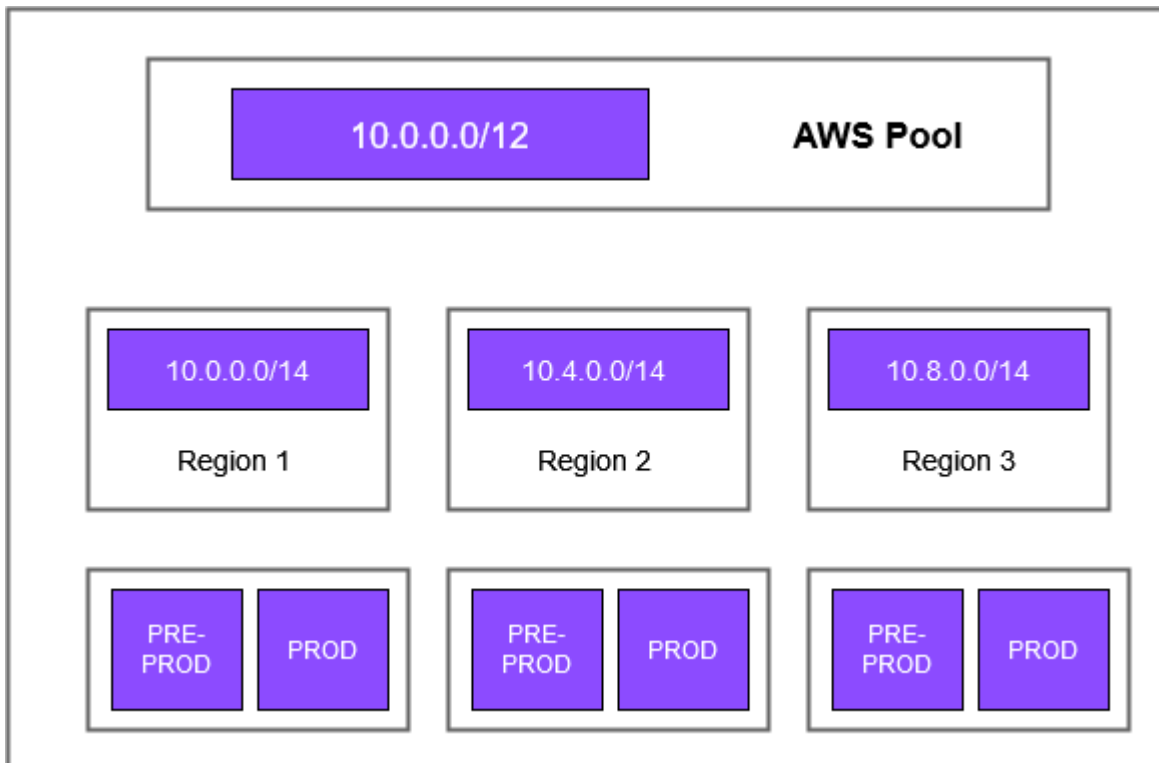 10.0.0.0/12
AWS Pool
10.0.0.0/14
Region 1
10.4.0.0/14
Region 2
10.8.0.0/14
Region 3
PRE-
PROD
PROD
PRE-
PROD
PROD
PRE-
PROD
PROD